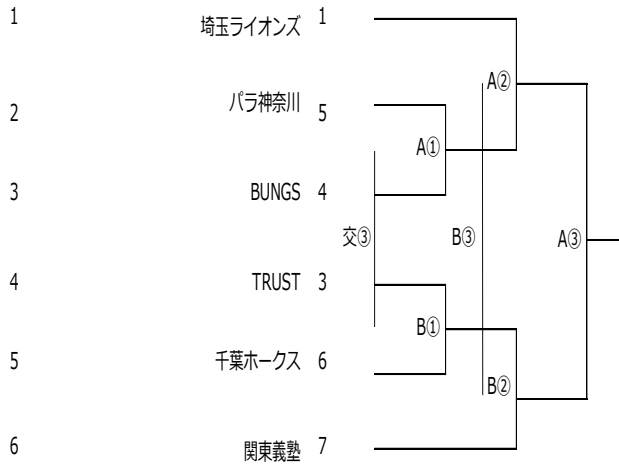 1 埼玉ライオンズ 1
A②
2 パラ神奈川 5
A①
3 BUNGS 4
交③ B③ A③
4 TRUST 3
B①
5 千葉ホークス 6
B②
6 関東義塾 7